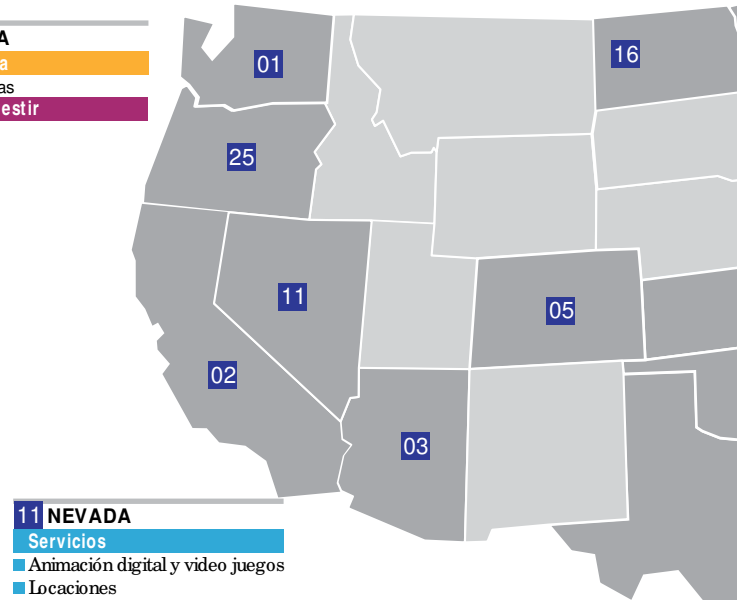 A
a
as
estir
01
16
25
11
05
02
03
11 NEVADA
Servicios
Animación digital y video juegos
Locaciones